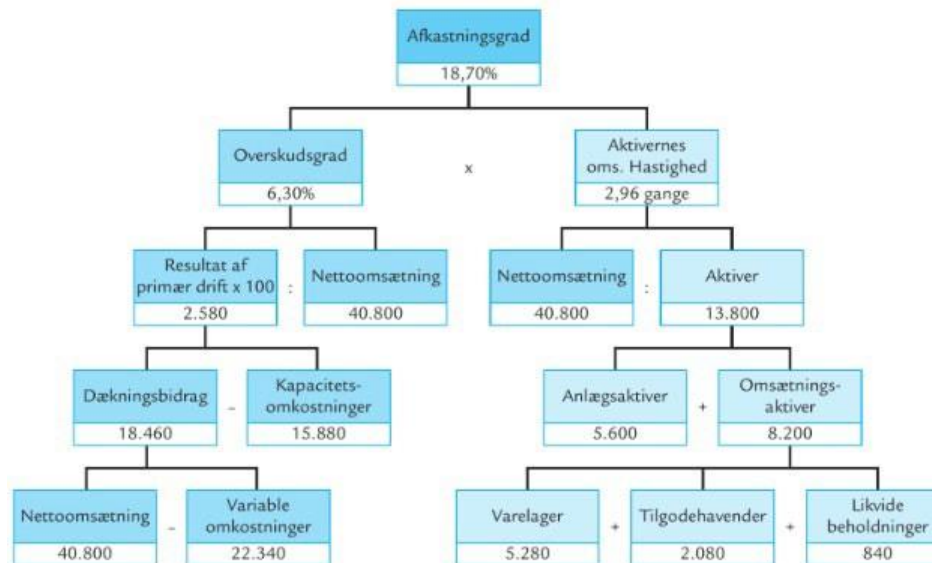 Afkastningsgrad
18,70%
Overskudsgrad
6,30%
x
Aktivernes
oms. Hastighed
2,96 gange
Resultat af
primær drift x 100
2.580
:
Nettoomsætning
40.800
Nettoomsætning
40.800
:
Aktiver
13.800
Dækningsbidrag
18.460
–
Kapacitets-
omkostninger
15.880
Anlægsaktiver
5.600
+
Omsætnings-
aktiver
8.200
Nettoomsætning
40.800
–
Variable
omkostninger
22.340
Varelager
5.280
+
Tilgodehavender
2.080
+
Likvide
beholdninger
840